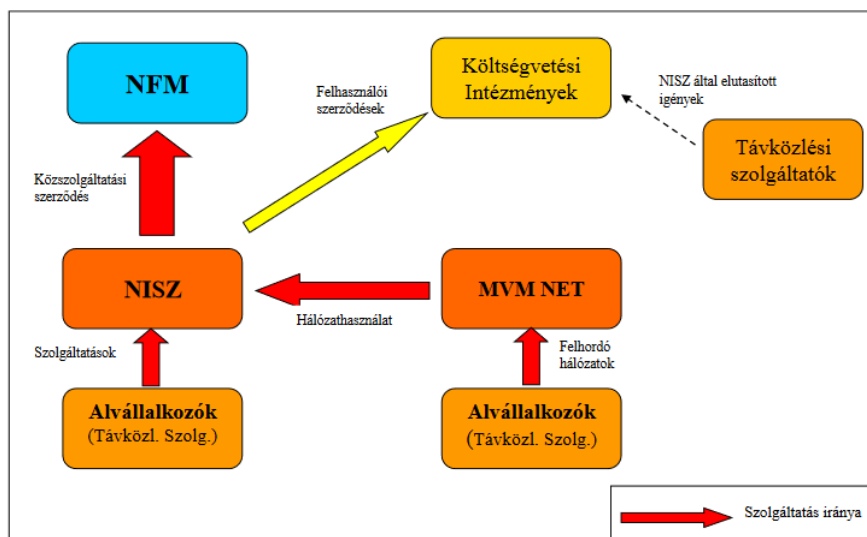 NFM
Felhasználói
szerződések
Költségvetési
Intézmények
NISZ által elutasított
igények
Távközlési
szolgáltatók
Közszolgáltatási
szerződés
NISZ
Hálózathasználat
MVM NET
Szolgáltatások
Felhordó
hálózatok
Alvállalkozók
(Távközl. Szolg.)
Alvállalkozók
(Távközl. Szolg.)
Szolgáltatás iránya